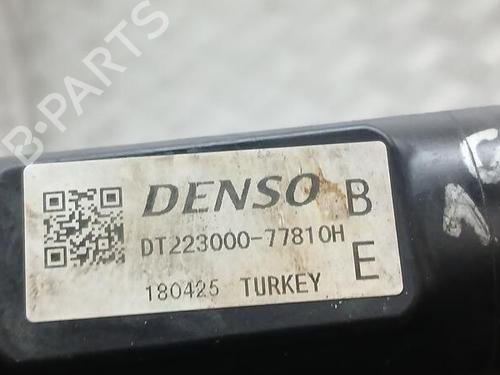 B-PARTS
DENSO B
DT223000-77810H
E
180425 TURKEY